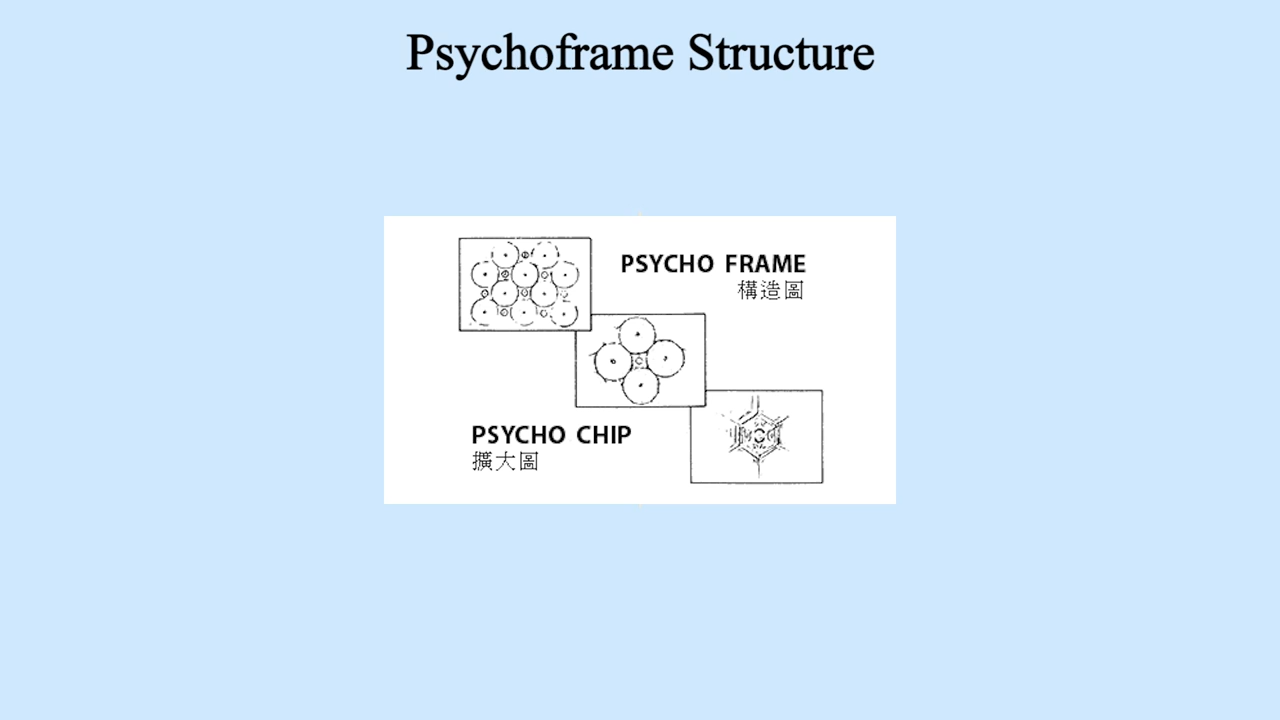 Psychoframe Structure
PSYCHO FRAME
構造圖
PSYCHO CHIP
擴大圖